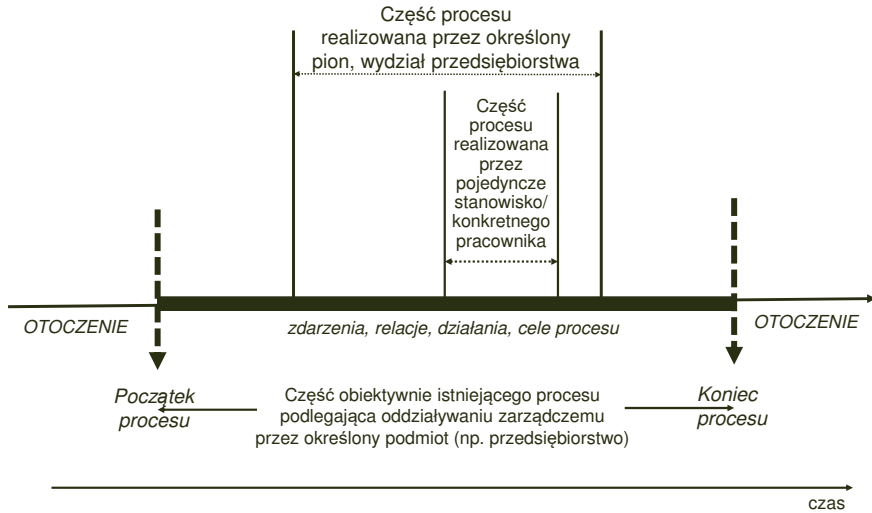 Część procesu
realizowana przez określony
pion, wydział przedsiębiorstwa
Część
procesu
realizowana
przez
pojedyncze
stanowisko/
konkretnego
pracownika
OTOCZENIE
zdarzenia, relacje, działania, cele procesu
OTOCZENIE
Początek
procesu
Część obiektywnie istniejącego procesu
podlegająca oddziaływaniu zarządczemu
przez określony podmiot (np. przedsiębiorstwo)
Koniec
procesu
czas